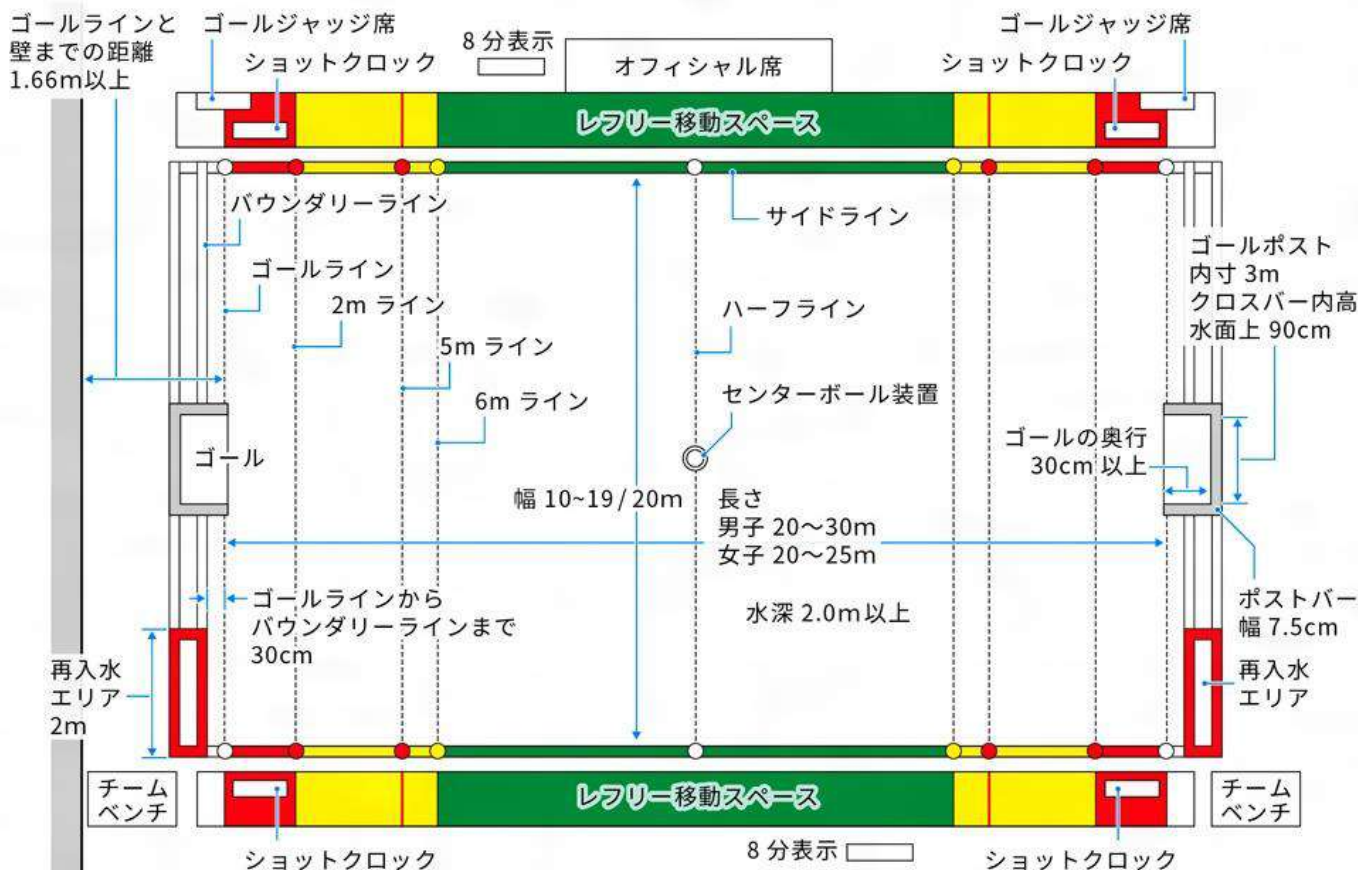 ゴールラインと
壁までの距離
1.66m以上
ゴールジャッジ席
ショットクロック
8 分表示
オフィシャル席
ゴールジャッジ席
ショットクロック
レフリー移動スペース
バウンダリーライン
サイドライン
ゴールライン
2m ライン
ハーフライン
5m ライン
6m ライン
センターボール装置
ゴールポスト
内寸 3m
クロスバー内高
水面上 90cm
ゴール
ゴールの奥行
30cm 以上
幅 10~19 / 20m
長さ
男子 20〜30m
女子 20〜25m
水深 2.0m以上
ゴールラインから
バウンダリーラインまで
30cm
ポストバー
幅 7.5cm
再入水
エリア
2m
再入水
エリア
チーム
ベンチ
レフリー移動スペース
チーム
ベンチ
ショットクロック
8 分表示
ショットクロック